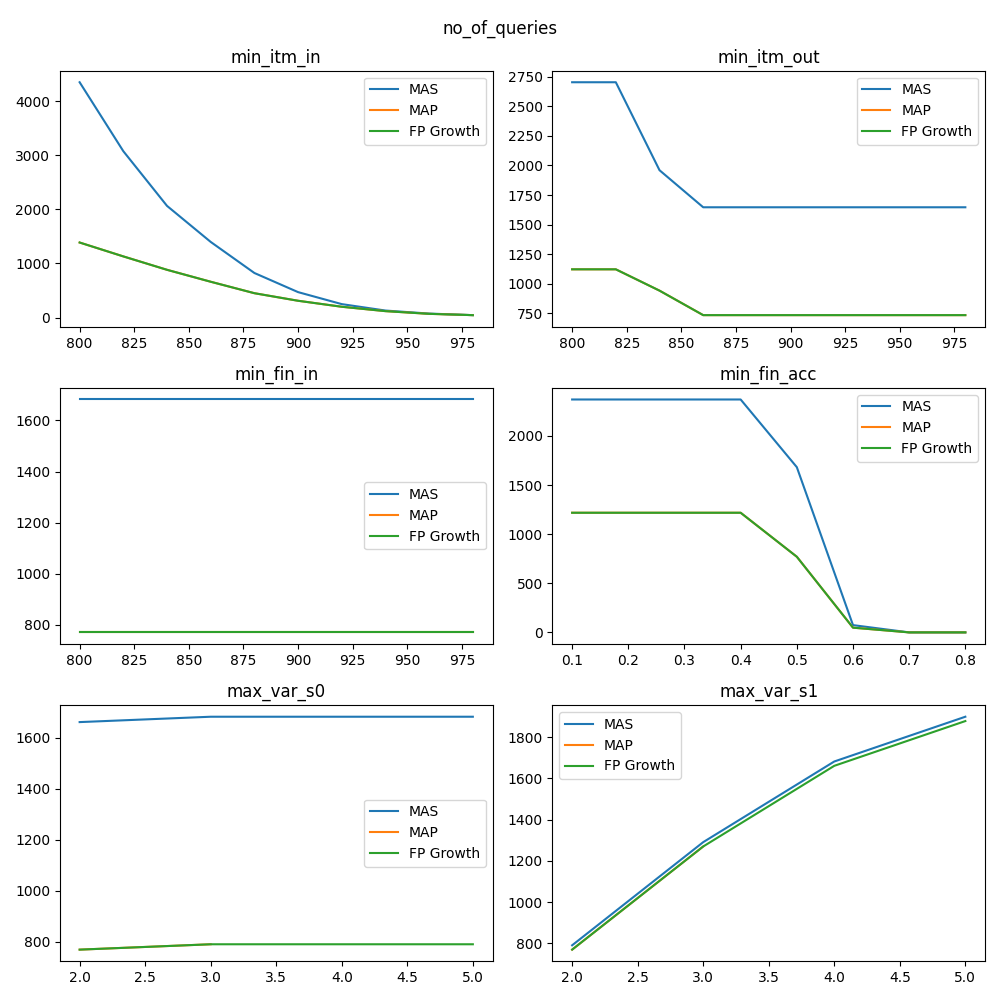 no_of_queries
min_itm_in
4000
3000
2000
1000
0
800 825 850 875 900 925 950 975
MAS
MAP
FP Growth
min_itm_out
2750
2500
2250
2000
1750
1500
1250
1000
750
800 825 850 875 900 925 950 975
MAS
MAP
FP Growth
min_fin_in
1600
1400
1200
1000
800
800 825 850 875 900 925 950 975
MAS
MAP
FP Growth
min_fin_acc
2000
1500
1000
500
0
0.1 0.2 0.3 0.4 0.5 0.6 0.7 0.8
MAS
MAP
FP Growth
max_var_s0
1600
1400
1200
1000
800
2.0 2.5 3.0 3.5 4.0 4.5 5.0
MAS
MAP
FP Growth
max_var_s1
1800
1600
1400
1200
1000
800
2.0 2.5 3.0 3.5 4.0 4.5 5.0
MAS
MAP
FP Growth